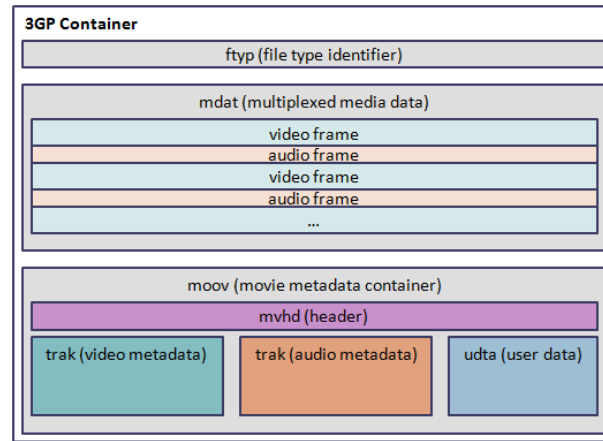 3GP Container
ftyp (file type identifier)
mdat (multiplexed media data)
video frame
audio frame
video frame
audio frame
...
moov (movie metadata container)
mvhd (header)
trak (video metadata)
trak (audio metadata)
udta (user data)